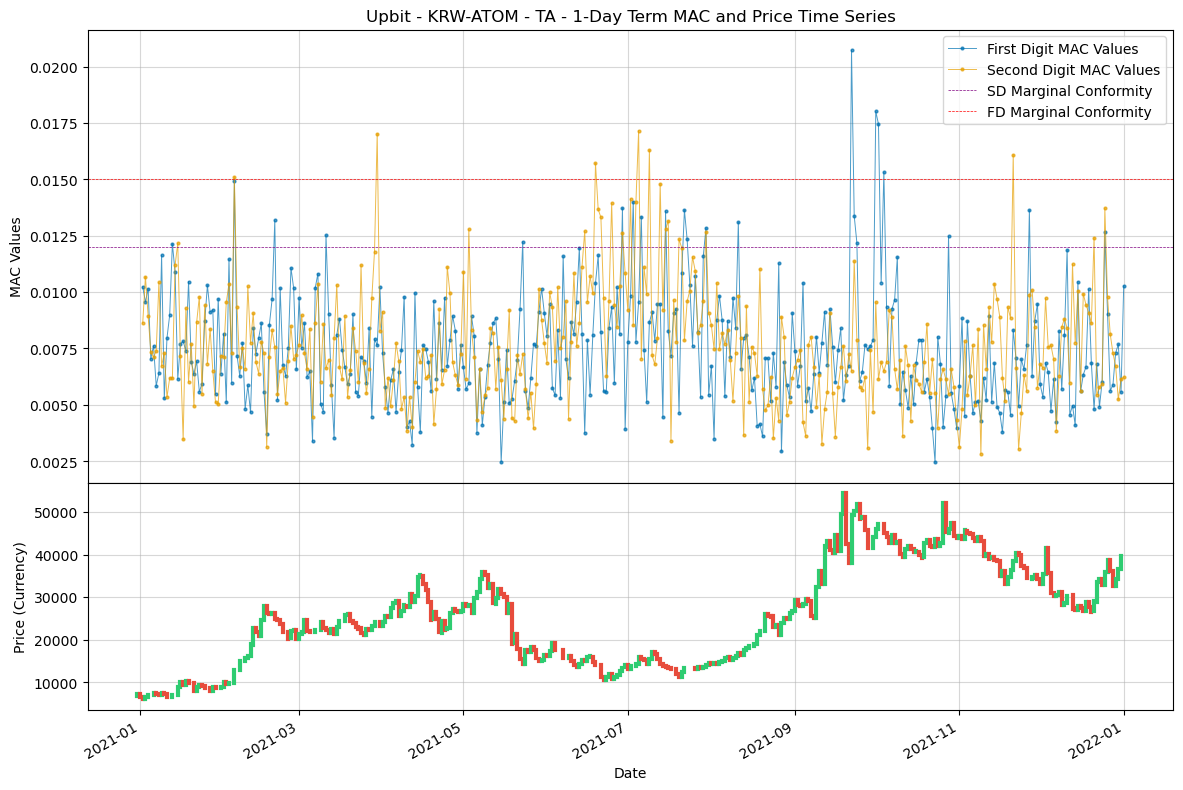 Upbit - KRW-ATOM - TA - 1-Day Term MAC and Price Time Series
First Digit MAC Values
Second Digit MAC Values
SD Marginal Conformity
FD Marginal Conformity
MAC Values
0.0200
0.0175
0.0150
0.0125
0.0100
0.0075
0.0050
0.0025
Price (Currency)
50000
40000
30000
20000
10000
2021-01
2021-03
2021-05
2021-07
2021-09
2021-11
2022-01
Date